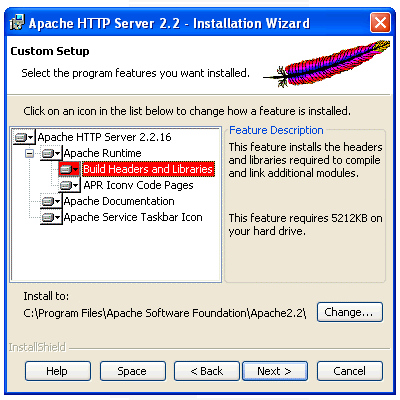 Apache HTTP Server 2.2 - Installation Wizard
Custom Setup
Select the program features you want installed.
Click on an icon in the list below to change how a feature is installed.
Apache HTTP Server 2.2.16
Apache Runtime
Build Headers and Libraries
APR Iconv Code Pages
Apache Documentation
Apache Service Taskbar Icon
Feature Description
This feature installs the headers
and libraries required to compile
and link additional modules.
This feature requires 5212KB on
your hard drive.
Install to:
C:\Program Files\Apache Software Foundation\Apache2.2\
Change...
InstallShield
Help
Space
< Back
Next >
Cancel